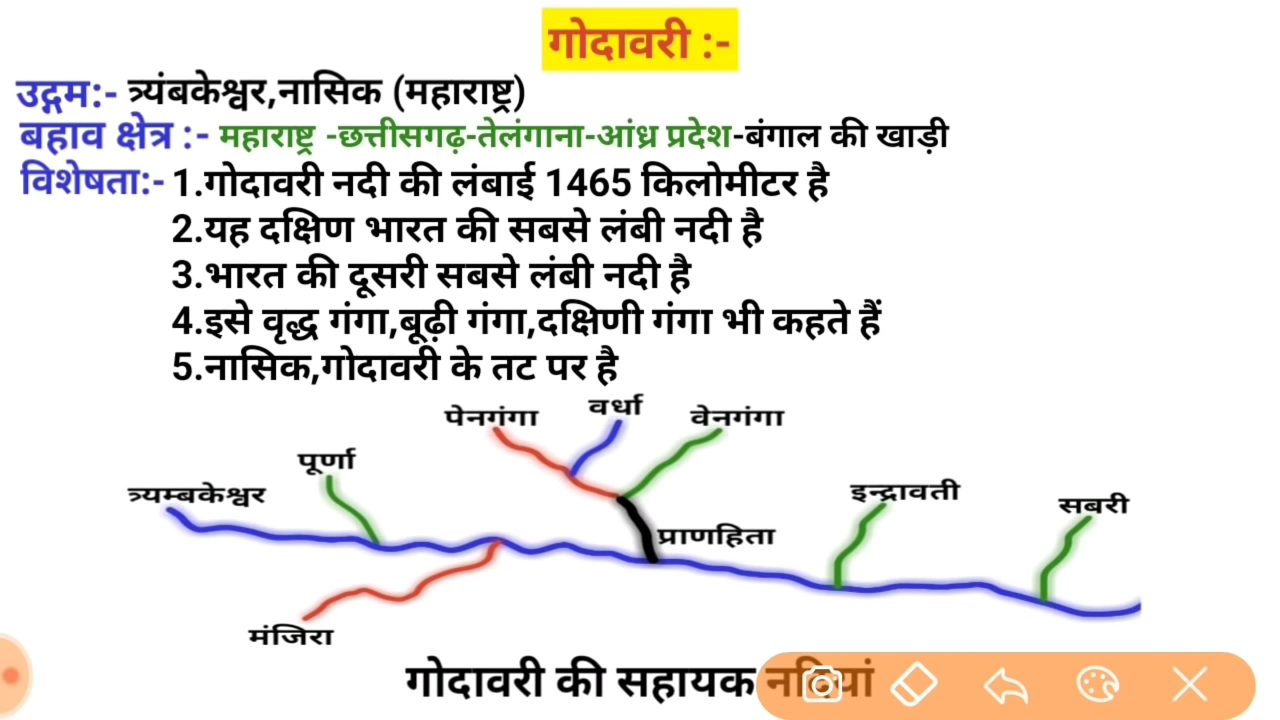 गोदावरी :-
उद्गम:- त्र्यंबकेश्वर,नासिक (महाराष्ट्र)
बहाव क्षेत्र :- महाराष्ट्र -छत्तीसगढ़-तेलंगाना-आंध्र प्रदेश-बंगाल की खाड़ी
विशेषता:- 1.गोदावरी नदी की लंबाई 1465 किलोमीटर है
2.यह दक्षिण भारत की सबसे लंबी नदी है
3.भारत की दूसरी सबसे लंबी नदी है
4.इसे वृद्ध गंगा,बूढ़ी गंगा,दक्षिणी गंगा भी कहते हैं
5.नासिक,गोदावरी के तट पर है
पेनगंगा
वर्धा
वेनगंगा
पूर्णा
त्र्यम्बकेश्वर
इन्द्रावती
सबरी
प्राणहिता
मंजिरा
गोदावरी की सहायक नदियां